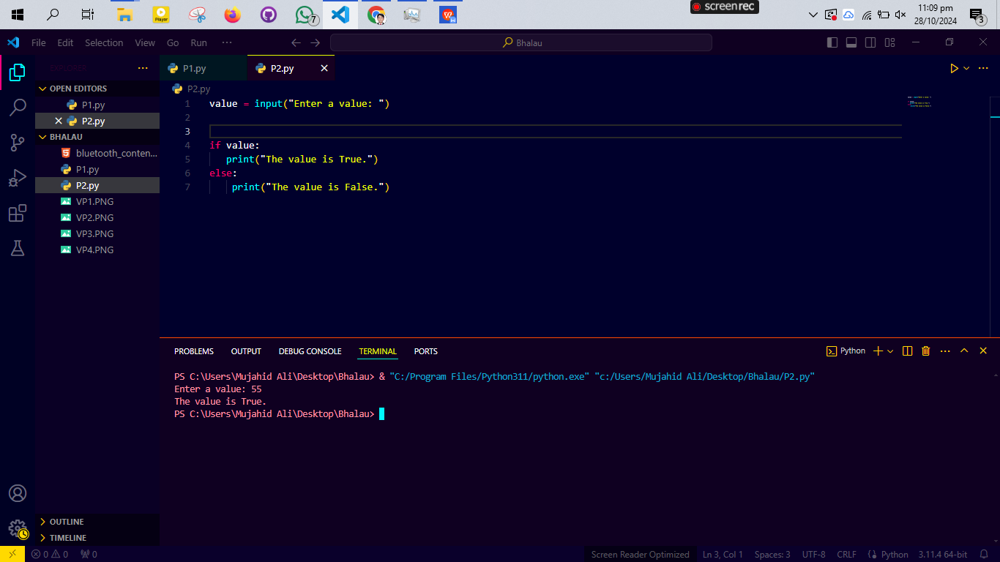 Player
7
screenrec
11:09 pm
28/10/2024
3
File Edit Selection View Go Run ···
Bhalau
EXPLORER
P1.py
P2.py
OPEN EDITORS
P1.py
P2.py
BHALAU
bluetooth_conten...
P1.py
P2.py
VP1.PNG
VP2.PNG
VP3.PNG
VP4.PNG
OUTLINE
TIMELINE
P2.py
1 value = input("Enter a value: ")
2
3
4 if value:
5 print("The value is True.")
6 else:
7 print("The value is False.")
PROBLEMS OUTPUT DEBUG CONSOLE TERMINAL PORTS
Python
PS C:\Users\Mujahid Ali\Desktop\Bhalau> & "C:/Program Files/Python311/python.exe" "c:/Users/Mujahid Ali/Desktop/Bhalau/P2.py"
Enter a value: 55
The value is True.
PS C:\Users\Mujahid Ali\Desktop\Bhalau>
0 0 0
Screen Reader Optimized Ln 3, Col 1 Spaces: 3 UTF-8 CRLF Python 3.11.4 64-bit